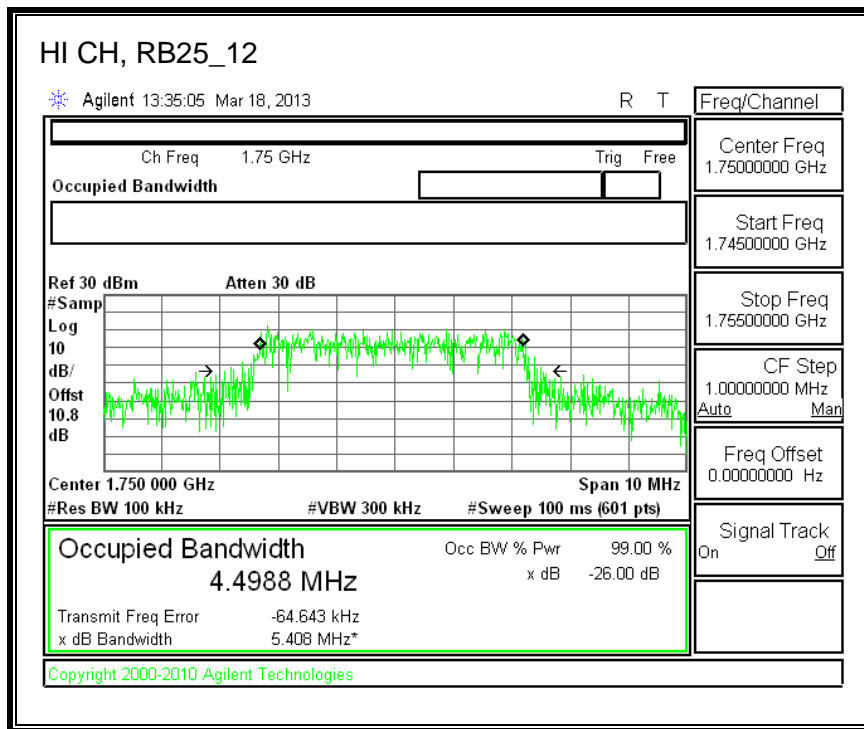 HI CH, RB25_12
Agilent 13:35:05 Mar 18, 2013 R T
Freq/Channel
Ch Freq 1.75 GHz Trig Free
Occupied Bandwidth
Center Freq
1.75000000 GHz
Start Freq
1.74500000 GHz
Stop Freq
1.75500000 GHz
CF Step
1.00000000 MHz
Auto Man
Freq Offset
0.00000000 Hz
Signal Track
On Off
Ref 30 dBm Atten 30 dB
#Samp
Log
10
dB/
Offst
10.8
dB
Center 1.750 000 GHz Span 10 MHz
#Res BW 100 kHz #VBW 300 kHz #Sweep 100 ms (601 pts)
Occupied Bandwidth
4.4988 MHz
Occ BW % Pwr 99.00 %
x dB -26.00 dB
Transmit Freq Error -64.643 kHz
x dB Bandwidth 5.408 MHz*
Copyright 2000-2010 Agilent Technologies